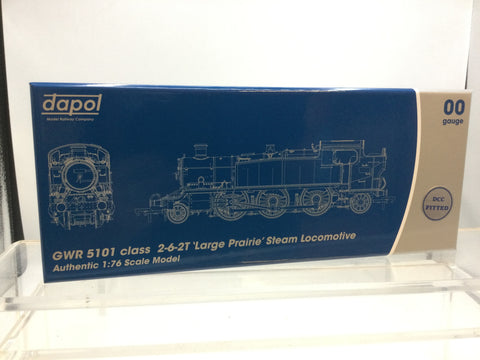 dapol
Model Railway Company
OO
gauge
DCC
FITTED
GWR 5101 class 2-6-2T 'Large Prairie' Steam Locomotive
Authentic 1:76 Scale Model